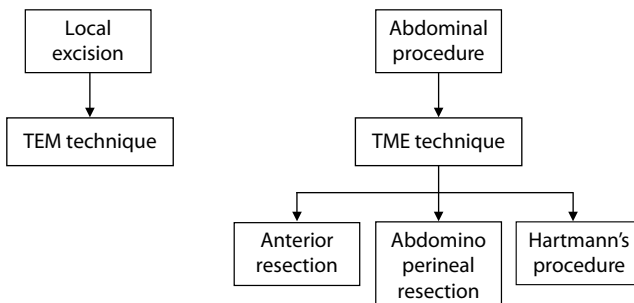 Local
excision
Abdominal
procedure
TEM technique
TME technique
Anterior
resection
Abdomino
perineal
resection
Hartmann's
procedure